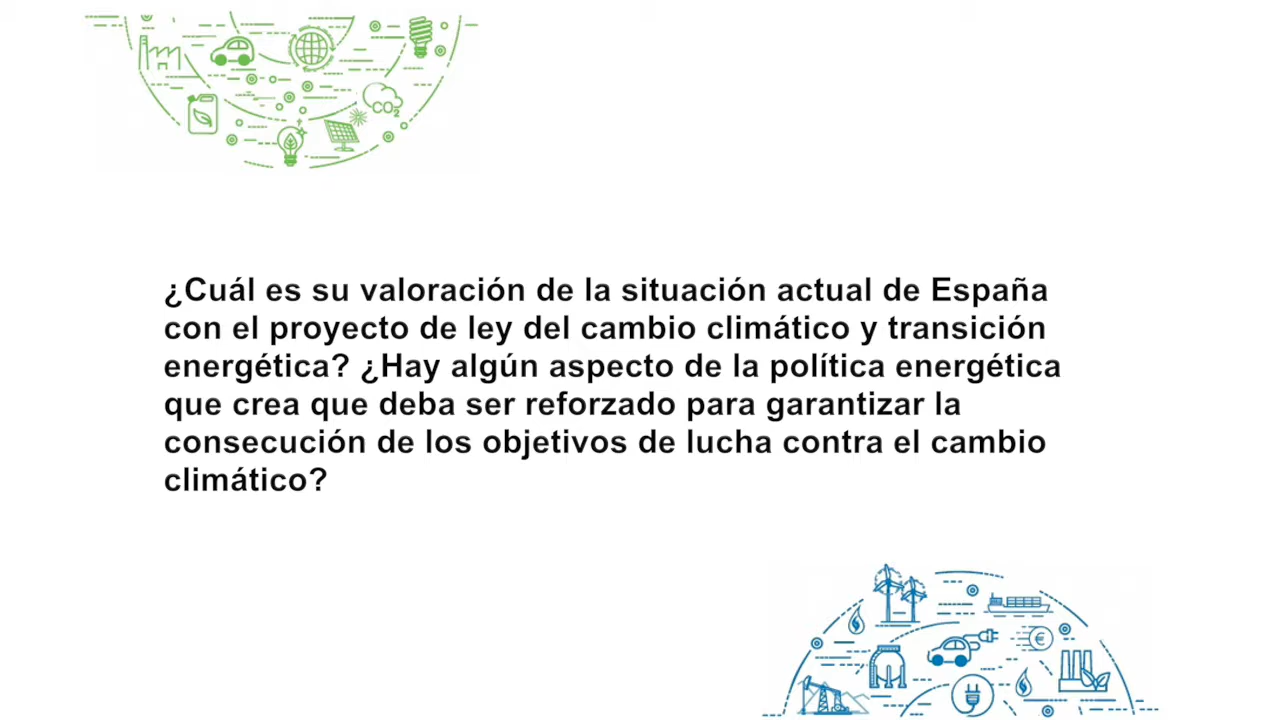 CO2
¿Cuál es su valoración de la situación actual de España
con el proyecto de ley del cambio climático y transición
energética? ¿Hay algún aspecto de la política energética
que crea que deba ser reforzado para garantizar la
consecución de los objetivos de lucha contra el cambio
climático?
€